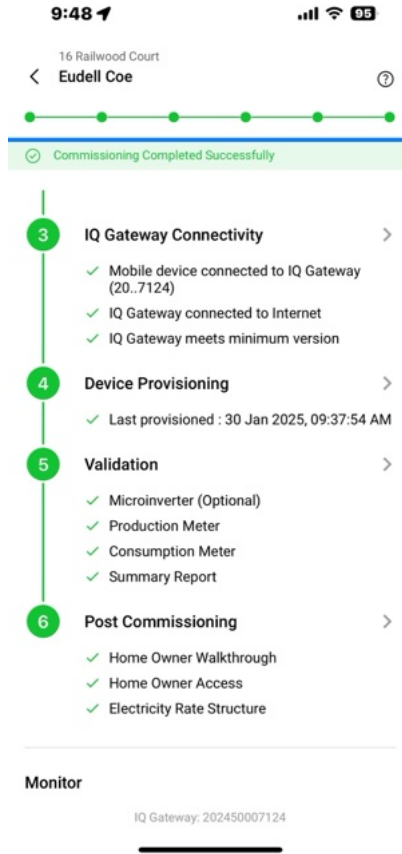 9:48
95
16 Railwood Court
Eudell Coe
Commissioning Completed Successfully
3
IQ Gateway Connectivity
Mobile device connected to IQ Gateway
(20..7124)
IQ Gateway connected to Internet
IQ Gateway meets minimum version
4
Device Provisioning
Last provisioned : 30 Jan 2025, 09:37:54 AM
5
Validation
Microinverter (Optional)
Production Meter
Consumption Meter
Summary Report
6
Post Commissioning
Home Owner Walkthrough
Home Owner Access
Electricity Rate Structure
Monitor
IQ Gateway: 202450007124